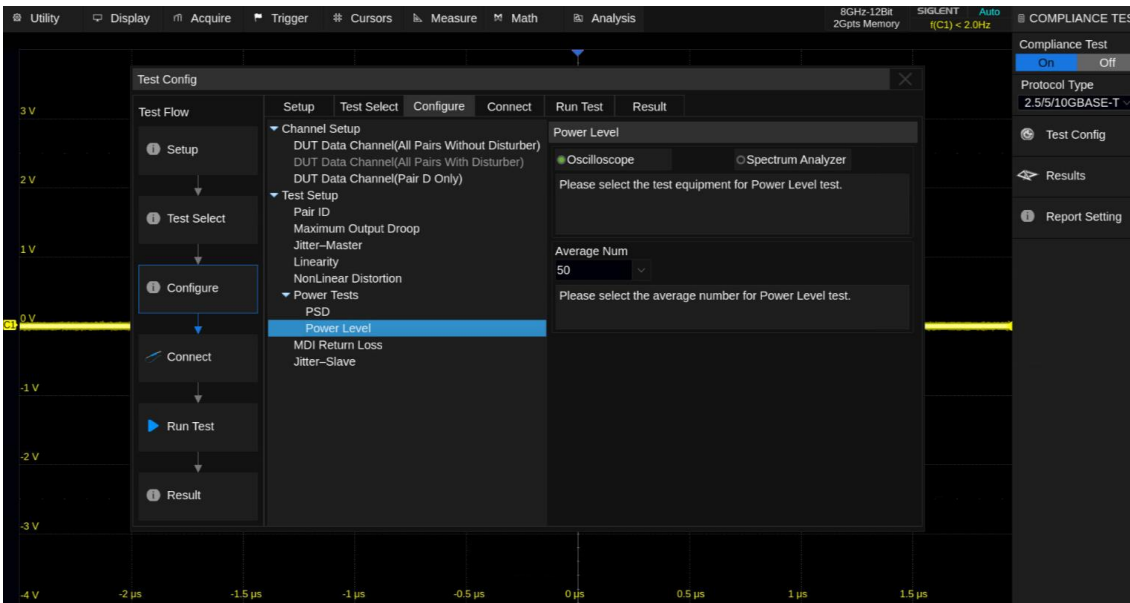 Utility Display Acquire Trigger Cursors Measure Math Analysis
8GHz-12Bit
2Gpts Memory
SIGLENT Auto
f(C1) < 2.0Hz
COMPLIANCE TES
Compliance Test
On Off
Protocol Type
2.5/5/10GBASE-T
Test Config
Results
Report Setting
Test Config
Test Flow
Setup
Test Select
Configure
Connect
Run Test
Result
Setup Test Select Configure Connect Run Test Result
Channel Setup
DUT Data Channel(All Pairs Without Disturber)
DUT Data Channel(All Pairs With Disturber)
DUT Data Channel(Pair D Only)
Test Setup
Pair ID
Maximum Output Droop
Jitter–Master
Linearity
NonLinear Distortion
Power Tests
PSD
Power Level
MDI Return Loss
Jitter–Slave
Power Level
Oscilloscope Spectrum Analyzer
Please select the test equipment for Power Level test.
Average Num
50
Please select the average number for Power Level test.
3 V
2 V
1 V
0 V
C1
-1 V
-2 V
-3 V
-4 V
-2 µs -1.5 µs -1 µs -0.5 µs 0 µs 0.5 µs 1 µs 1.5 µs